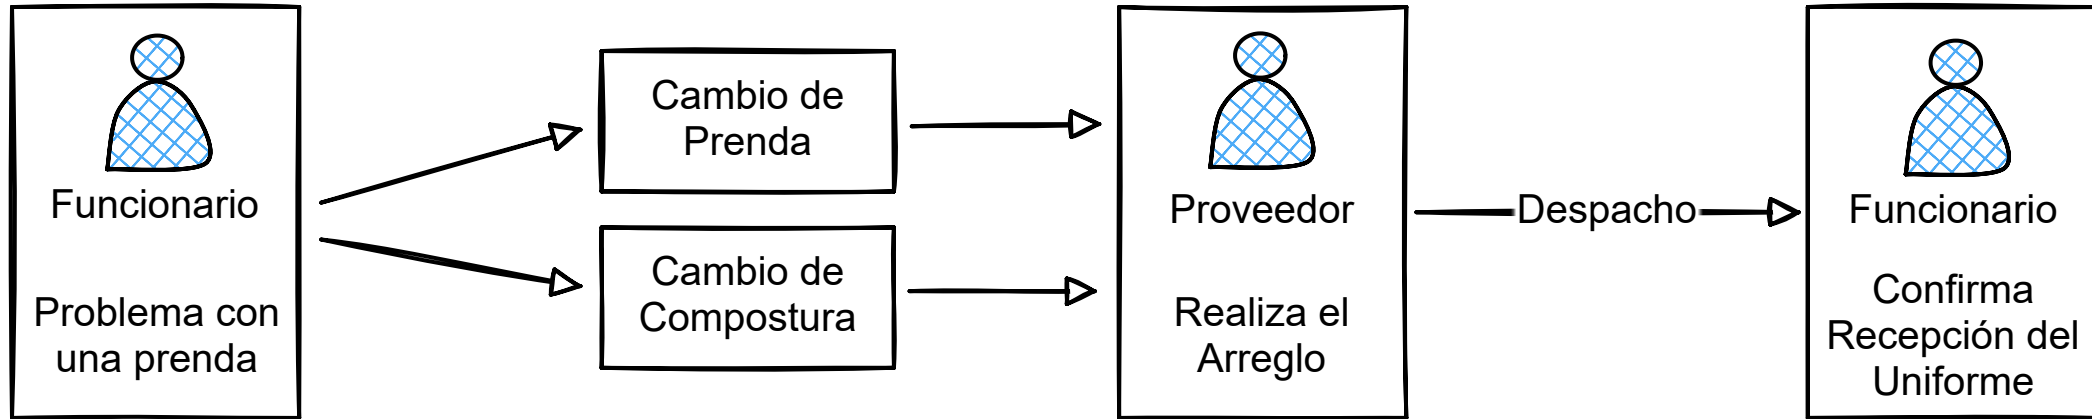 Funcionario
Problema con
una prenda
Cambio de
Prenda
Cambio de
Compostura
Proveedor
Realiza el
Arreglo
Despacho
Funcionario
Confirma
Recepción del
Uniforme